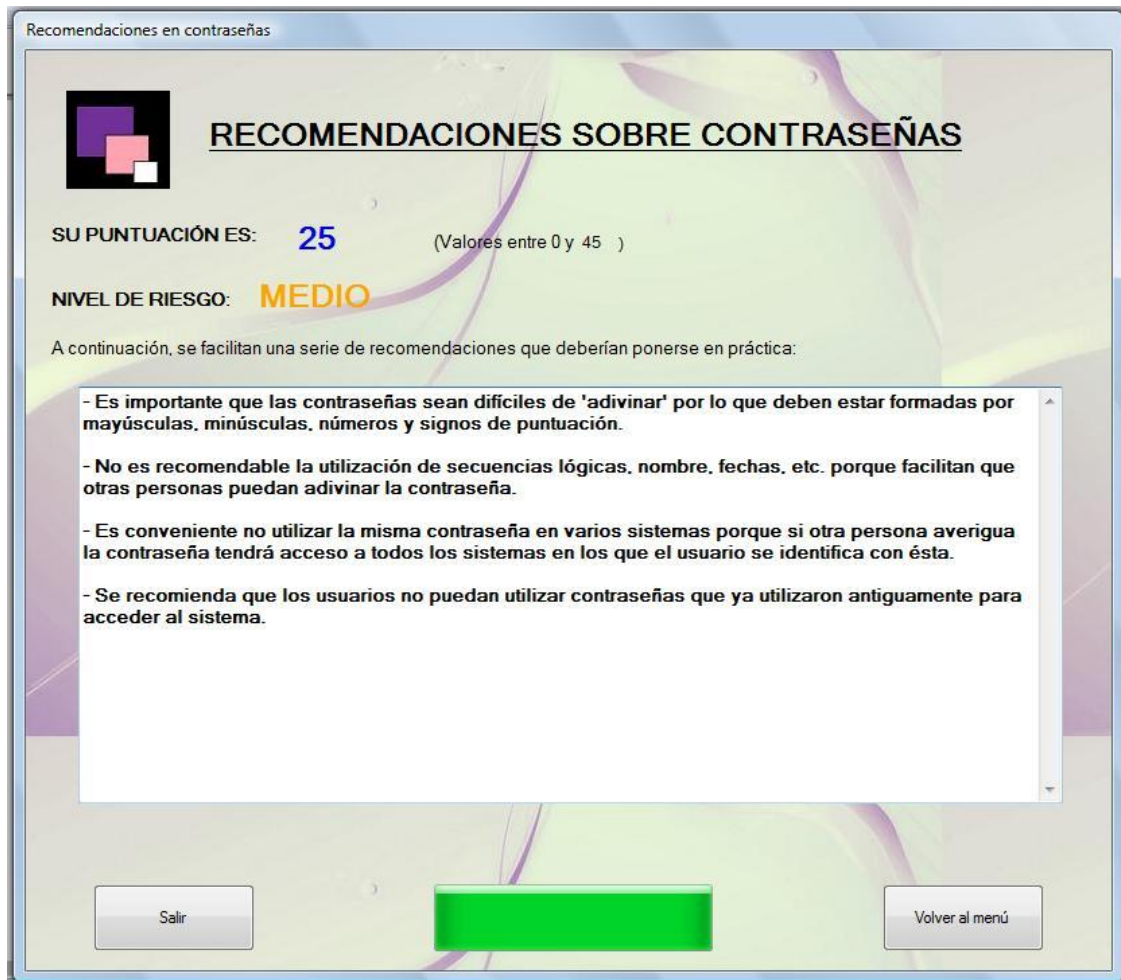 Recomendaciones en contraseñas
RECOMENDACIONES SOBRE CONTRASEÑAS
SU PUNTUACIÓN ES: 25 (Valores entre 0 y 45 )
NIVEL DE RIESGO: MEDIO
A continuación, se facilitan una serie de recomendaciones que deberían ponerse en práctica:
- Es importante que las contraseñas sean difíciles de 'adivinar' por lo que deben estar formadas por
mayúsculas, minúsculas, números y signos de puntuación.
- No es recomendable la utilización de secuencias lógicas, nombre, fechas, etc. porque facilitan que
otras personas puedan adivinar la contraseña.
- Es conveniente no utilizar la misma contraseña en varios sistemas porque si otra persona averigua
la contraseña tendrá acceso a todos los sistemas en los que el usuario se identifica con ésta.
- Se recomienda que los usuarios no puedan utilizar contraseñas que ya utilizaron antiguamente para
acceder al sistema.
Salir
Volver al menú